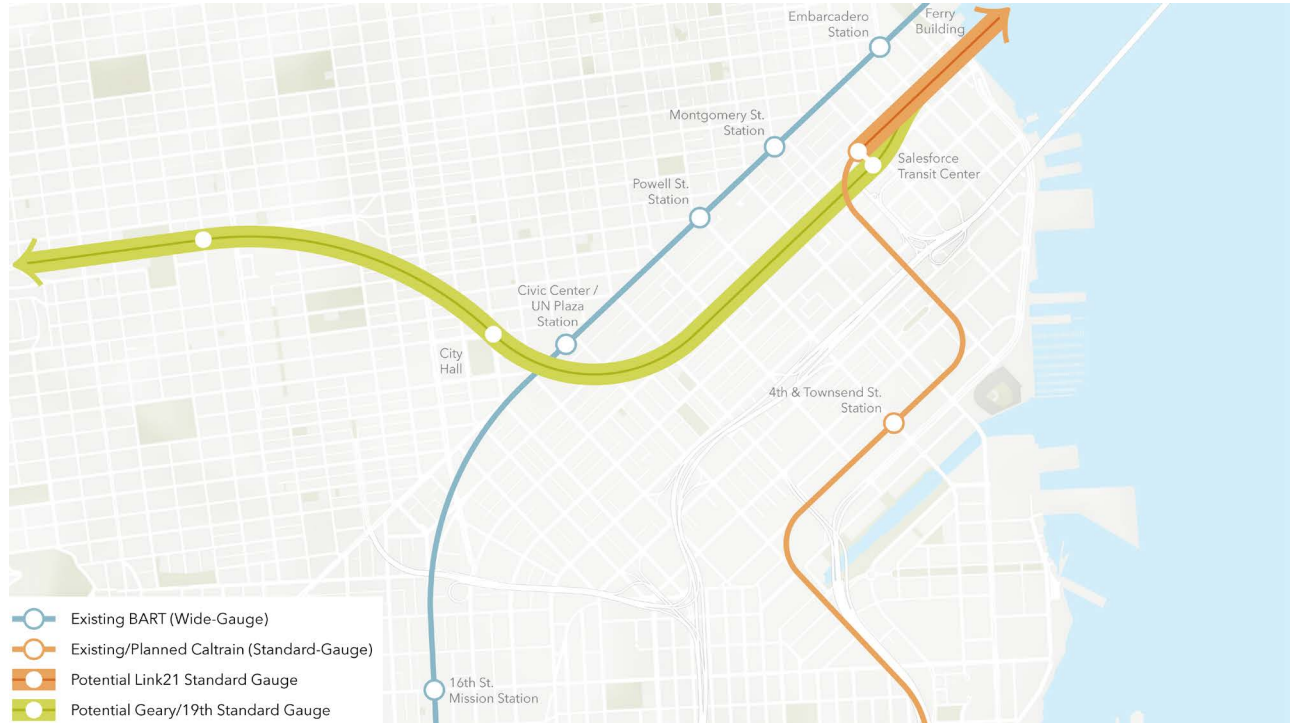 Embarcadero
Station
Ferry
Building
Montgomery St.
Station
Salesforce
Transit Center
Powell St.
Station
Civic Center /
UN Plaza
Station
City
Hall
4th & Townsend St.
Station
16th St.
Mission Station
Existing BART (Wide-Gauge)
Existing/Planned Caltrain (Standard-Gauge)
Potential Link21 Standard Gauge
Potential Geary/19th Standard Gauge